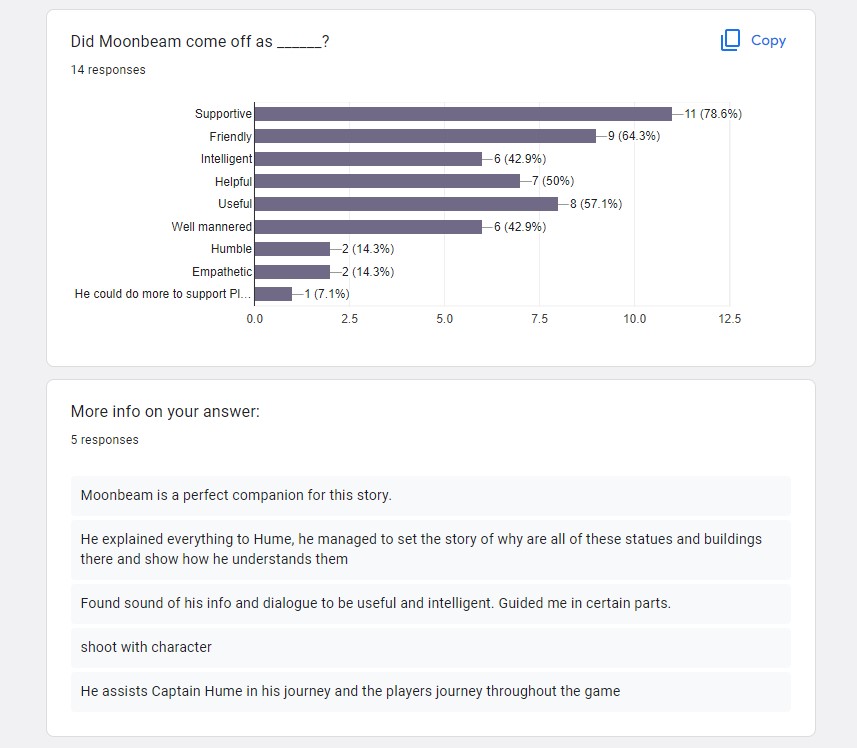 Did Moonbeam come off as ______?
Copy
14 responses
Supportive 11 (78.6%)
Friendly 9 (64.3%)
Intelligent 6 (42.9%)
Helpful 7 (50%)
Useful 8 (57.1%)
Well mannered 6 (42.9%)
Humble 2 (14.3%)
Empathetic 2 (14.3%)
He could do more to support Pl... 1 (7.1%)
0.0 2.5 5.0 7.5 10.0 12.5
More info on your answer:
5 responses
Moonbeam is a perfect companion for this story.
He explained everything to Hume, he managed to set the story of why are all of these statues and buildings
there and show how he understands them
Found sound of his info and dialogue to be useful and intelligent. Guided me in certain parts.
shoot with character
He assists Captain Hume in his journey and the players journey throughout the game